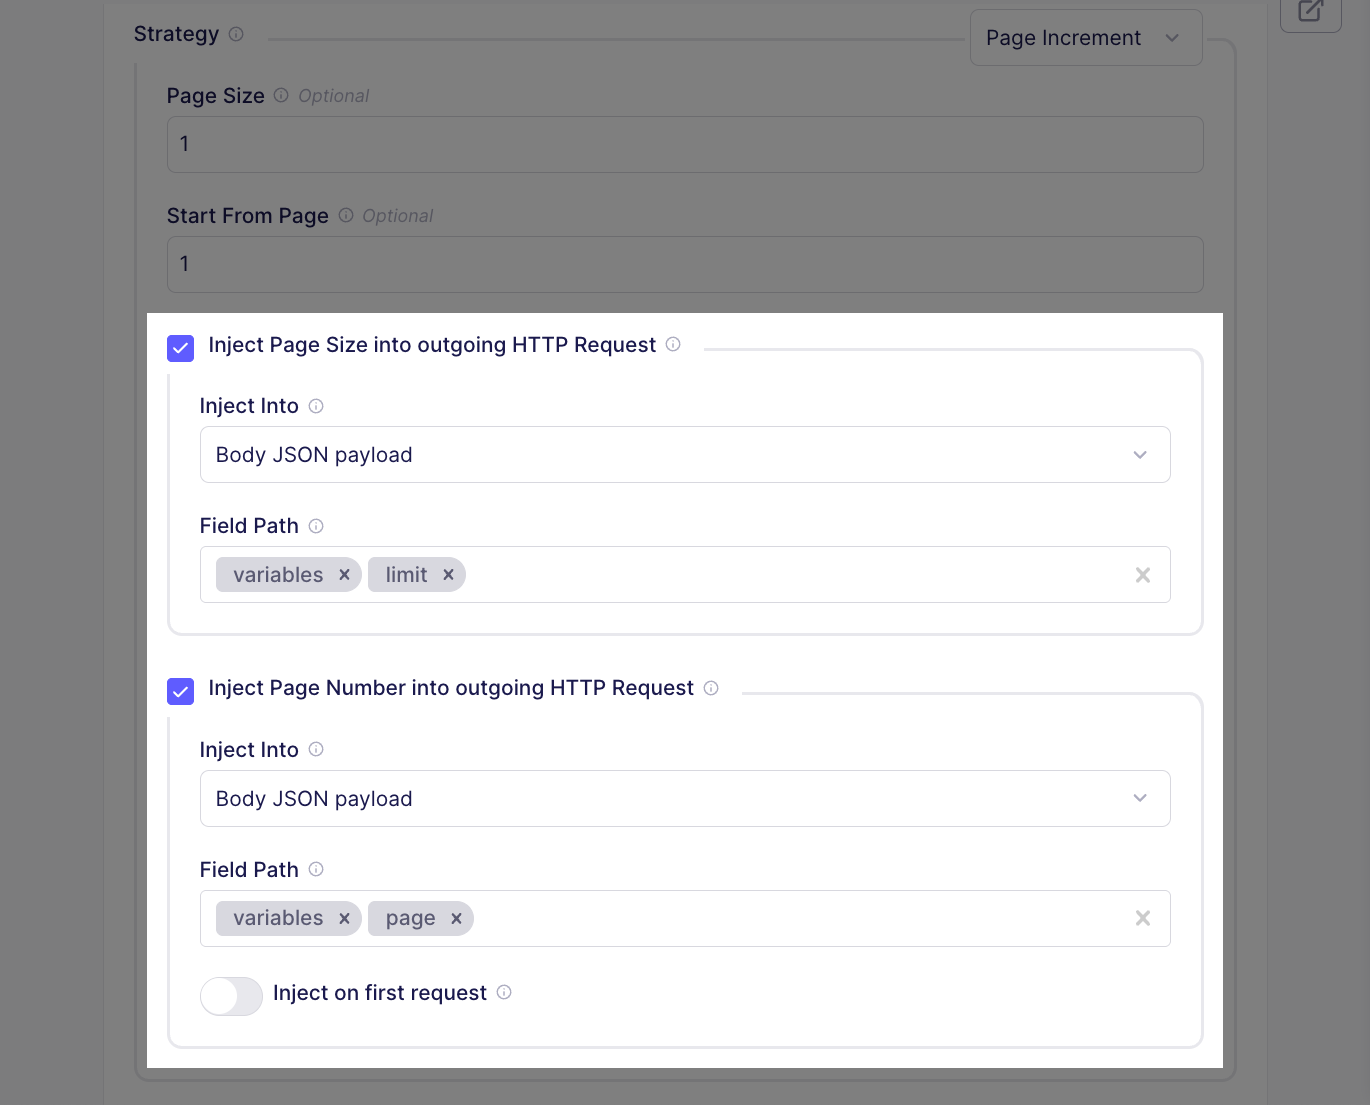 Strategy
Page Increment
Page Size Optional
1
Start From Page Optional
1
Inject Page Size into outgoing HTTP Request
Inject Into
Body JSON payload
Field Path
variables limit
Inject Page Number into outgoing HTTP Request
Inject Into
Body JSON payload
Field Path
variables page
Inject on first request